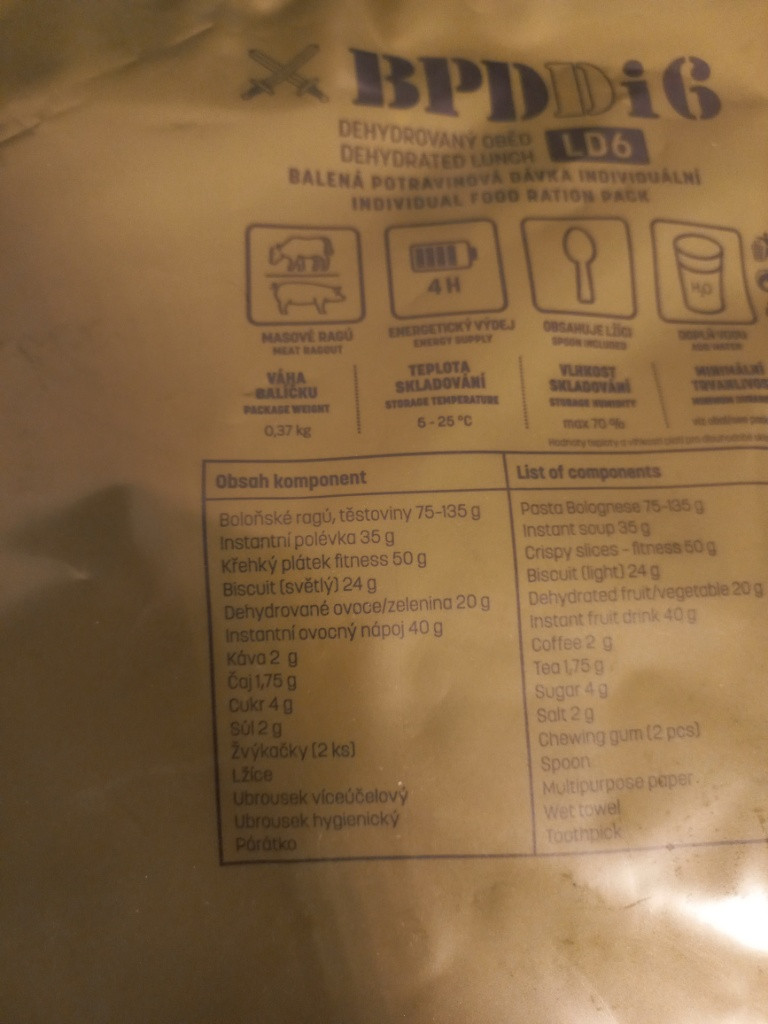 BPDDi6
DEHYDROVANÝ OBĚD LD6
DEHYDRATED LUNCH
BALENÁ POTRAVINOVÁ DÁVKA INDIVIDUÁLNÍ
INDIVIDUAL FOOD RATION PACK
4H
H₂O
MASOVÉ RAGÚ
MEAT RAGOUT
ENERGETICKÝ VÝDEJ
ENERGY SUPPLY
OBSAHUJE LŽÍCI
SPOON INCLUDED
ADD WATER
VÁHA
BALÍČKU
PACKAGE WEIGHT
0,37 kg
TEPLOTA
SKLADOVÁNÍ
STORAGE TEMPERATURE
5-25 °C
VLHKOST
SKLADOVÁNÍ
STORAGE HUMIDITY
max 70 %
MINIMÁLNÍ
Obsah komponent
Boloňské ragú, těstoviny 75-135 g
Instantní polévka 35 g
Křehký plátek fitness 50 g
Biscuit (světlý) 24 g
Dehydrované ovoce/zelenina 20 g
Instantní ovocný nápoj 40 g
Káva 2 g
Čaj 1,75 g
Cukr 4 g
Sůl 2 g
Žvýkačky (2 ks)
Lžíce
Ubrousek víceúčelový
Ubrousek hygienický
Párátko
List of components
Pasta Bolognese 75-135 g
Instant soup 35 g
Crispy slices - fitness 50 g
Biscuit (light) 24 g
Dehydrated fruit/vegetable 20 g
Instant fruit drink 40 g
Coffee 2 g
Tea 1,75 g
Sugar 4 g
Salt 2 g
Chewing gum (2 pcs)
Spoon
Multipurpose paper
Wet towel
Toothpick